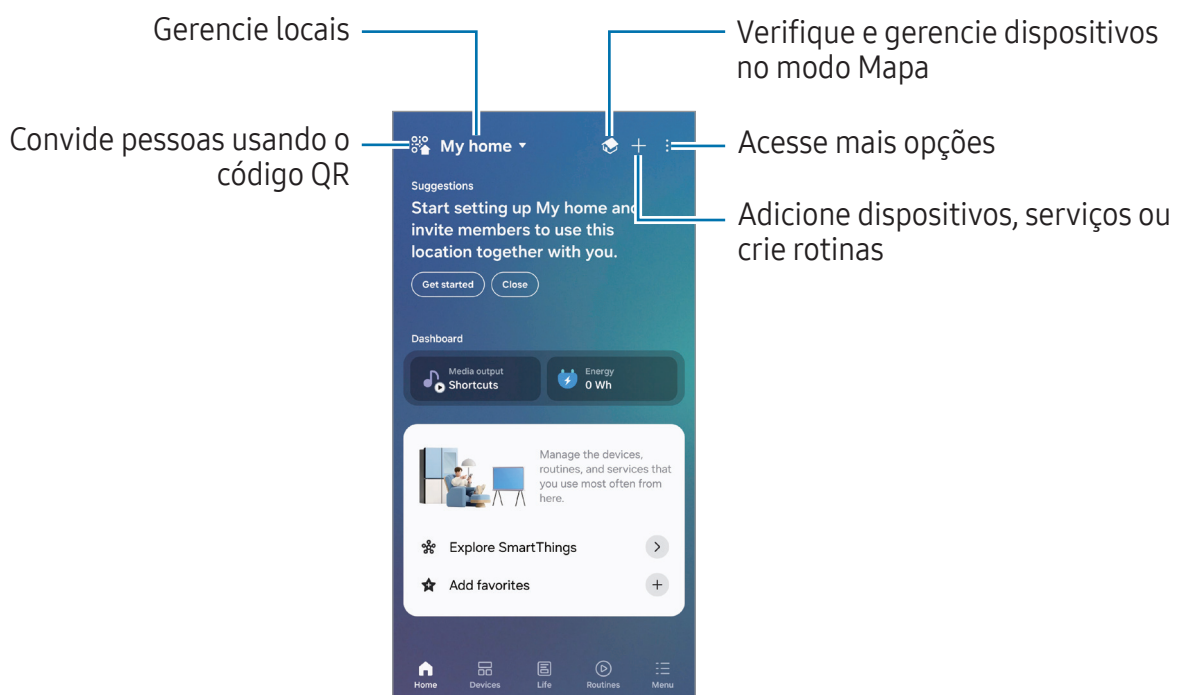 Gerencie locais
Verifique e gerencie dispositivos
no modo Mapa
Convide pessoas usando o
código QR
My home
Acesse mais opções
Adicione dispositivos, serviços ou
crie rotinas
Suggestions
Start setting up My home and
invite members to use this
location together with you.
Get started Close
Dashboard
Media output
Shortcuts
Energy
0 Wh
Manage the devices,
routines, and services that
you use most often from
here.
Explore SmartThings
Add favorites
Home Devices Life Routines Menu